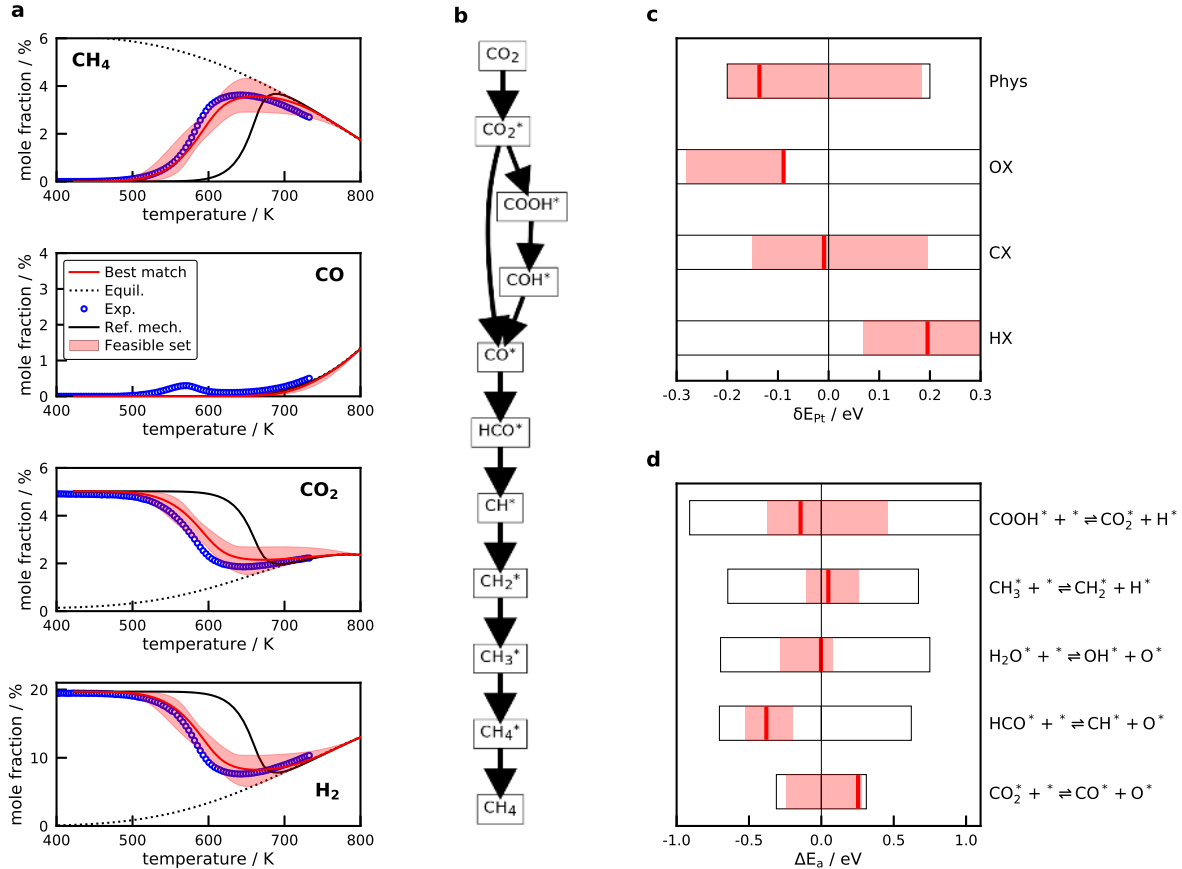 a
mole fraction / %
6
4
2
0
CH₄
400 500 600 700 800
temperature / K
mole fraction / %
4
3
2
1
0
CO
Best match
Equil.
Exp.
Ref. mech.
Feasible set
400 500 600 700 800
temperature / K
mole fraction / %
6
4
2
0
CO₂
400 500 600 700 800
temperature / K
mole fraction / %
20
10
0
H₂
400 500 600 700 800
temperature / K
b
CO₂
CO₂*
COOH*
COH*
CO*
HCO*
CH*
CH₂*
CH₃*
CH₄*
CH₄
c
Phys
OX
CX
HX
-0.3 -0.2 -0.1 0.0 0.1 0.2 0.3
δE_Pt / eV
d
COOH* + * ⇌ CO₂* + H*
CH₃* + * ⇌ CH₂* + H*
H₂O* + * ⇌ OH* + O*
HCO* + * ⇌ CH* + O*
CO₂* + * ⇌ CO* + O*
-1.0 -0.5 0.0 0.5 1.0
ΔEₐ / eV